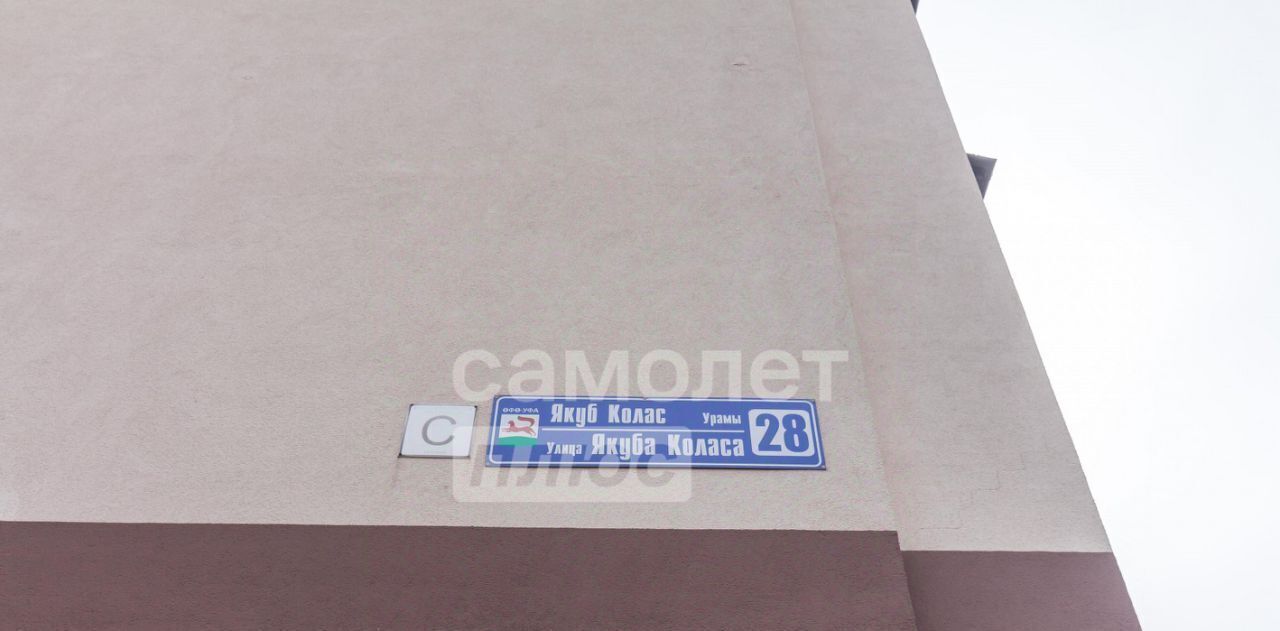 самолет
плюс
С
ӨФӨ-УФА
Якуб Колас Урамы
Улица Якуба Коласа
28